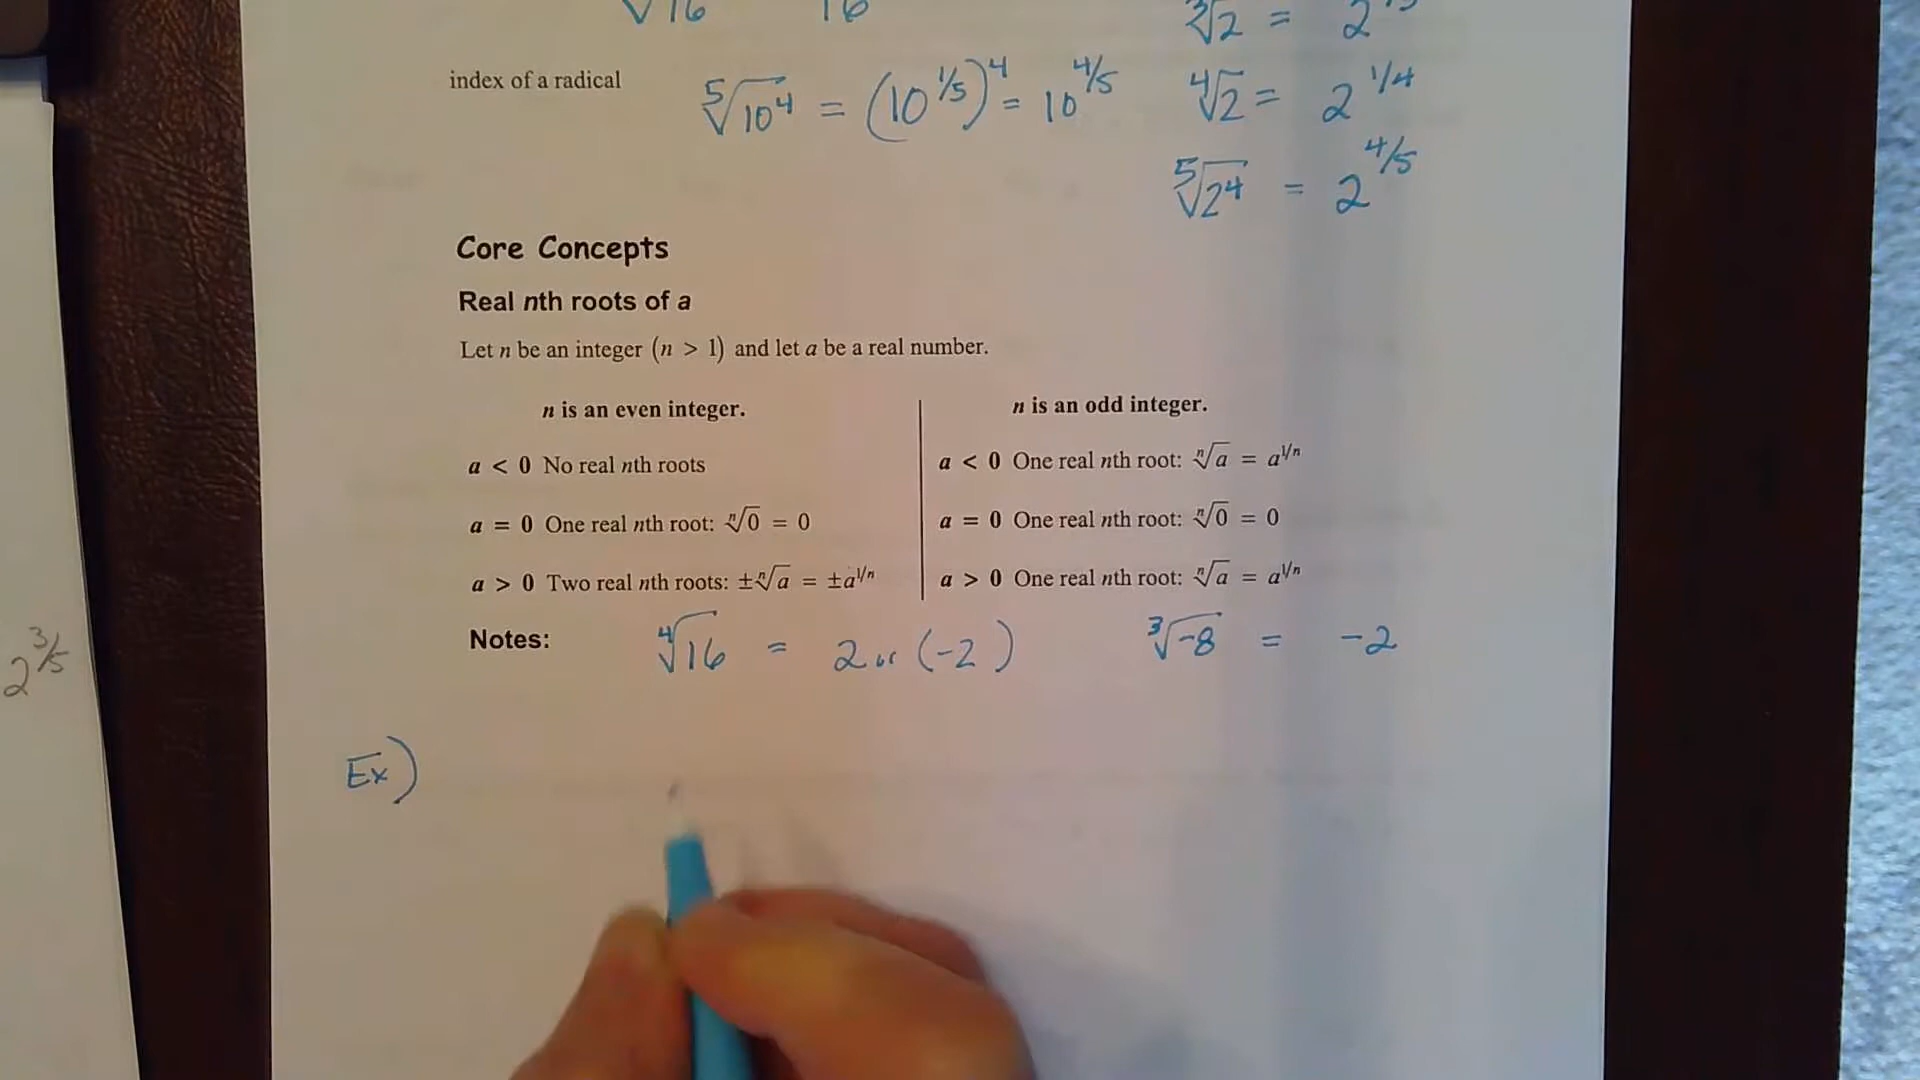 √16 16
∛2 = 2
index of a radical
⁵√10⁴ = (10^1/5)^4 = 10^4/5
⁴√2 = 2^1/4
⁵√2⁴ = 2^4/5
Core Concepts
Real nth roots of a
Let n be an integer (n > 1) and let a be a real number.
n is an even integer.
a < 0 No real nth roots
a = 0 One real nth root: ⁿ√0 = 0
a > 0 Two real nth roots: ±ⁿ√a = ±a^1/n
n is an odd integer.
a < 0 One real nth root: ⁿ√a = a^1/n
a = 0 One real nth root: ⁿ√0 = 0
a > 0 One real nth root: ⁿ√a = a^1/n
Notes:
⁴√16 = 2 or (-2)
∛-8 = -2
2^3/5
Ex)